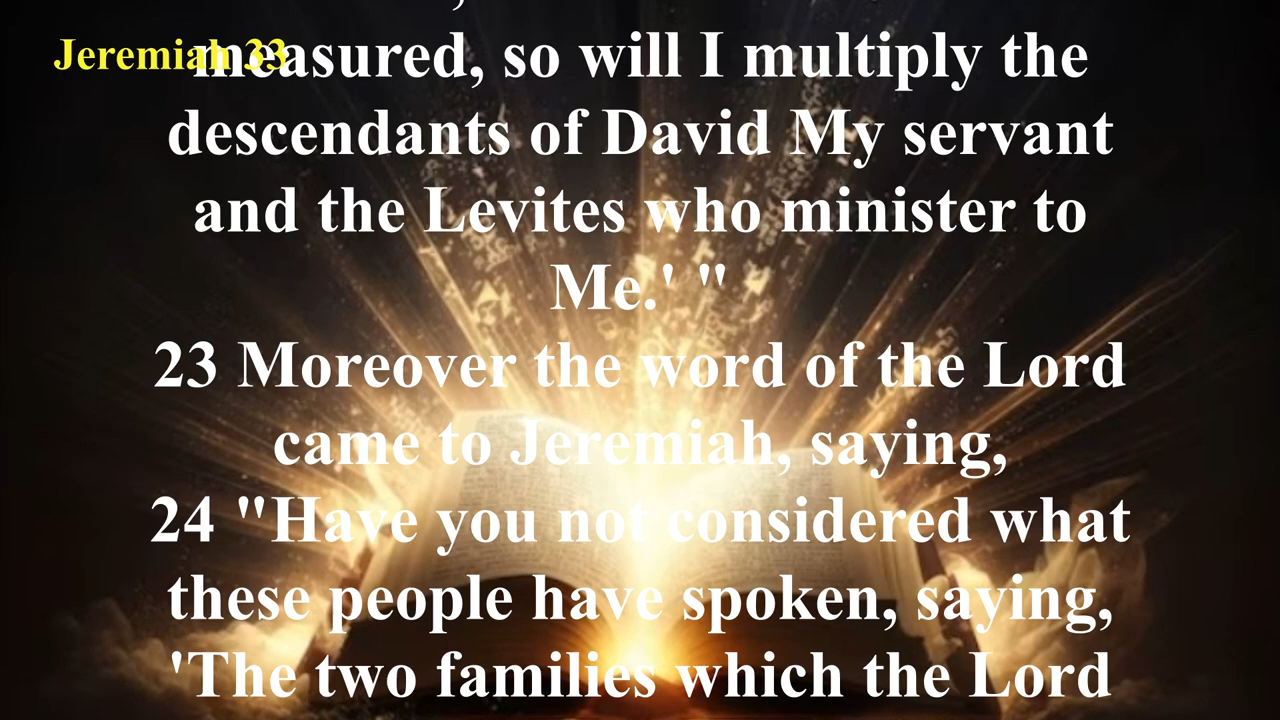 Jeremiah 33
measured, so will I multiply the
descendants of David My servant
and the Levites who minister to
Me.' "
23 Moreover the word of the Lord
came to Jeremiah, saying,
24 "Have you not considered what
these people have spoken, saying,
'The two families which the Lord